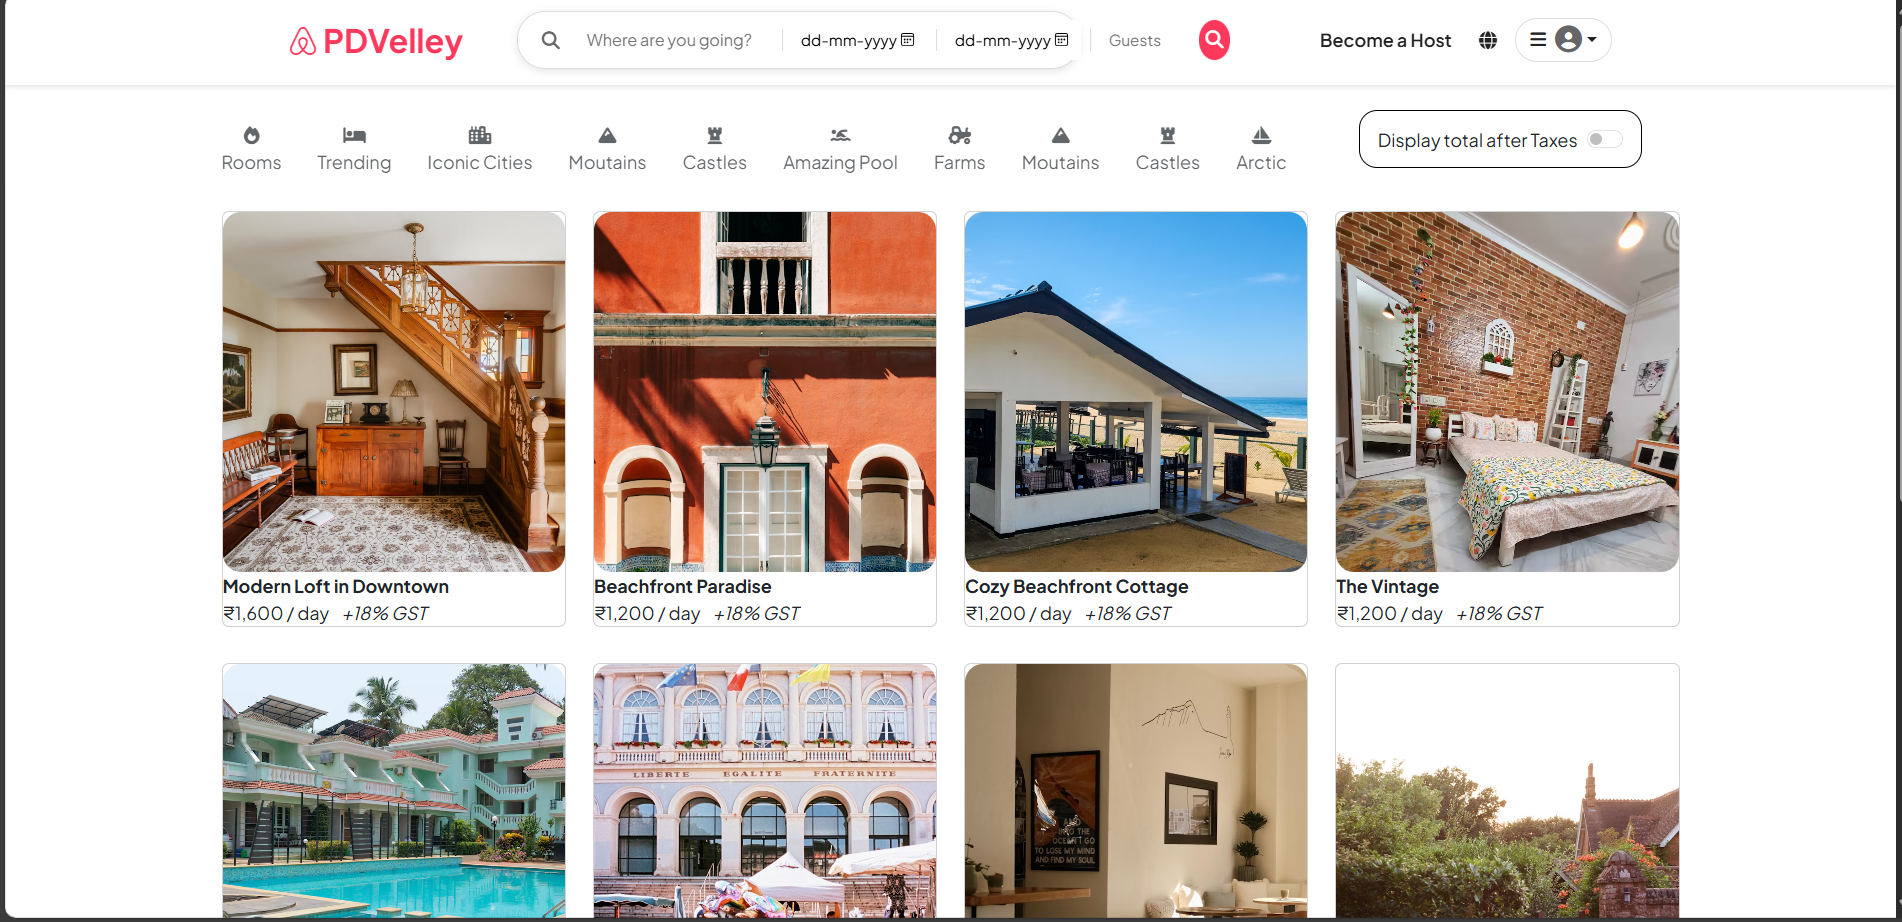 PDVelley
Where are you going?
dd-mm-yyyy
dd-mm-yyyy
Guests
Become a Host
Rooms
Trending
Iconic Cities
Moutains
Castles
Amazing Pool
Farms
Moutains
Castles
Arctic
Display total after Taxes
Modern Loft in Downtown
₹1,600 / day +18% GST
Beachfront Paradise
₹1,200 / day +18% GST
Cozy Beachfront Cottage
₹1,200 / day +18% GST
The Vintage
₹1,200 / day +18% GST
LIBERTE EGALITE FRATERNITE
AND
INTO THE
OCEAN I GO
TO LOSE MY MIND
AND FIND MY SOUL